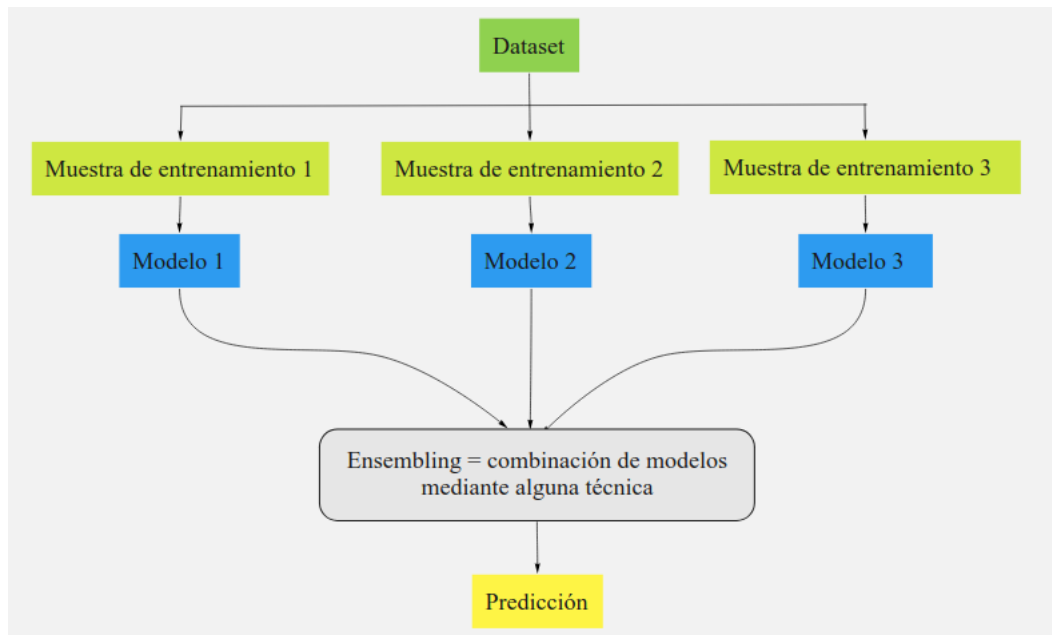 Dataset
Muestra de entrenamiento 1
Muestra de entrenamiento 2
Muestra de entrenamiento 3
Modelo 1
Modelo 2
Modelo 3
Ensembling = combinación de modelos
mediante alguna técnica
Predicción